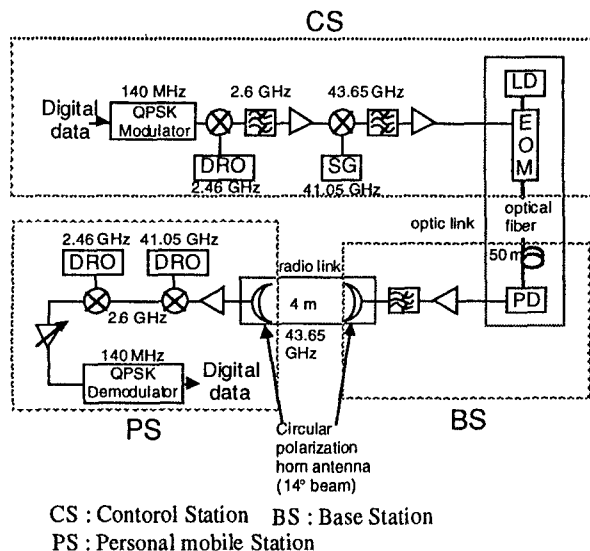 CS
140 MHz
2.6 GHz
43.65 GHz
LD
Digital
data
QPSK
Modulator
EOM
DRO
SG
2.46 GHz
41.05 GHz
optic link
optical
fiber
2.46 GHz
41.05 GHz
50 m
DRO
DRO
radio link
PD
4 m
2.6 GHz
43.65
GHz
140 MHz
QPSK
Demodulator
Digital
data
PS
BS
Circular
polarization
horn antenna
(14° beam)
CS : Contorol Station BS : Base Station
PS : Personal mobile Station